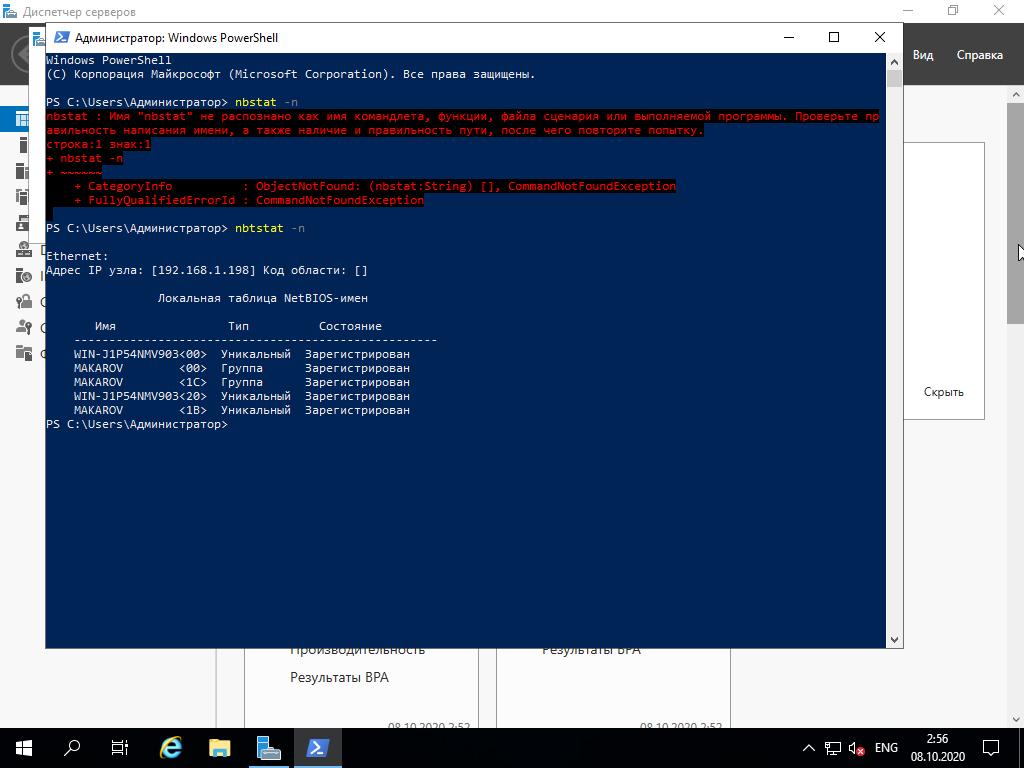 Диспетчер серверов
Администратор: Windows PowerShell
Вид
Справка
Windows PowerShell
(C) Корпорация Майкрософт (Microsoft Corporation). Все права защищены.
PS C:\Users\Администратор> nbstat -n
nbstat : Имя "nbstat" не распознано как имя командлета, функции, файла сценария или выполняемой программы. Проверьте пр
авильность написания имени, а также наличие и правильность пути, после чего повторите попытку.
строка:1 знак:1
+ nbstat -n
+ ~~~~~~
+ CategoryInfo : ObjectNotFound: (nbstat:String) [], CommandNotFoundException
+ FullyQualifiedErrorId : CommandNotFoundException
PS C:\Users\Администратор> nbtstat -n
Ethernet:
Адрес IP узла: [192.168.1.198] Код области: []
Локальная таблица NetBIOS-имен
Имя Тип Состояние
----------------------------------------------------
WIN-J1P54NMV903<00> Уникальный Зарегистрирован
MAKAROV <00> Группа Зарегистрирован
MAKAROV <1C> Группа Зарегистрирован
WIN-J1P54NMV903<20> Уникальный Зарегистрирован
MAKAROV <1B> Уникальный Зарегистрирован
PS C:\Users\Администратор>
Скрыть
Производительность
Результаты BPA
Результаты BPA
08.10.2020 2:52
08.10.2020 2:52
ENG
2:56
08.10.2020